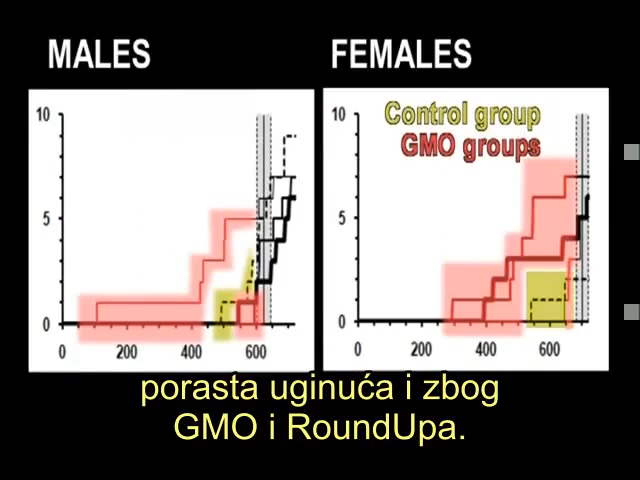 MALES
FEMALES
10
5
0
0 200 400 600
10
5
0
0 200 400 600
Control group
GMO groups
porasta uginuća i zbog
GMO i RoundUpa.